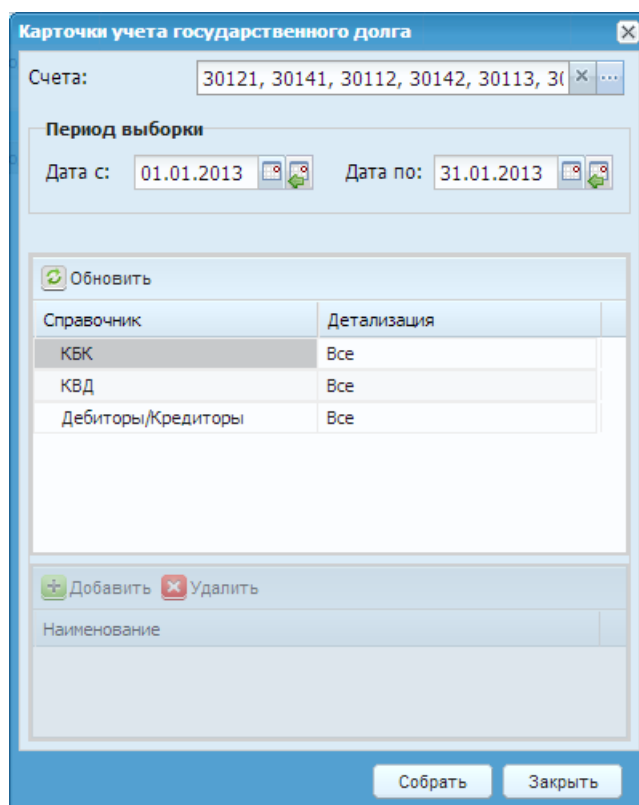 Карточки учета государственного долга
Счета: 30121, 30141, 30112, 30142, 30113, 30
Период выборки
Дата с: 01.01.2013 Дата по: 31.01.2013
Обновить
Справочник Детализация
КБК Все
КВД Все
Дебиторы/Кредиторы Все
Добавить Удалить
Наименование
Собрать Закрыть